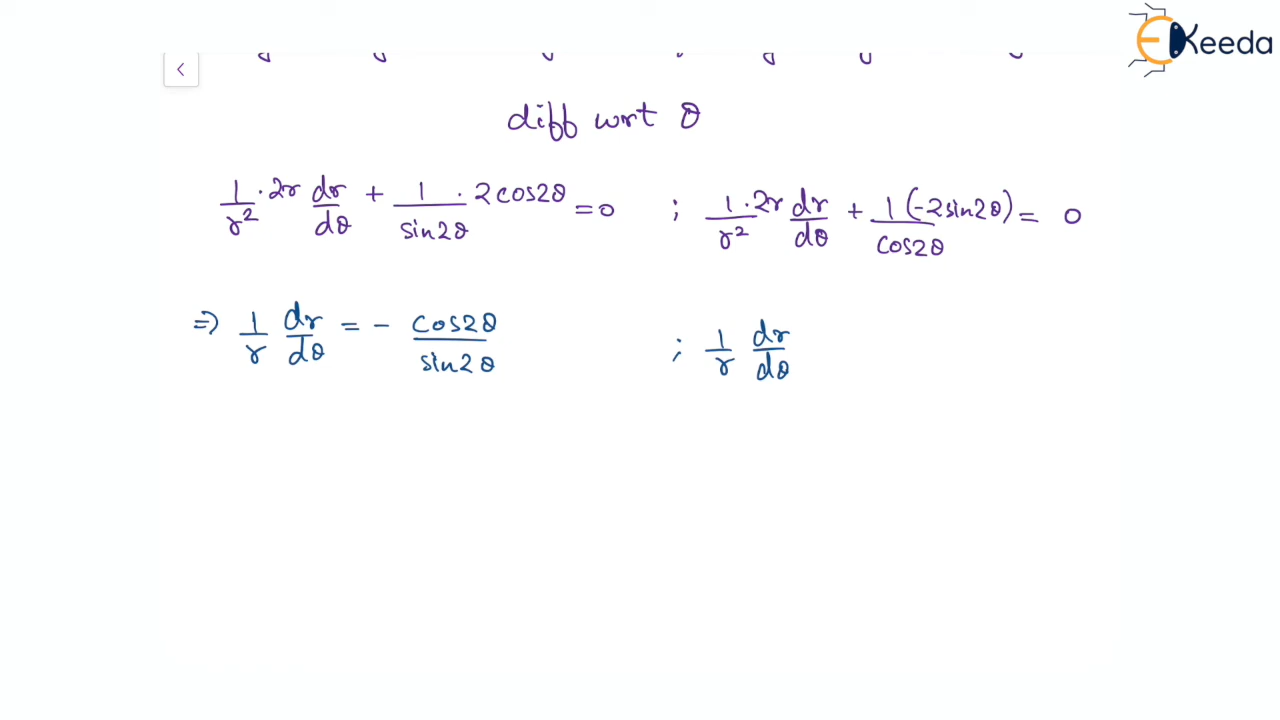 EKeeda
diff wrt θ
1/r² · 2r dr/dθ + 1/sin2θ · 2cos2θ = 0 ; 1/r² · 2r dr/dθ + 1/cos2θ (-2sin2θ) = 0
⇒ 1/r dr/dθ = - cos2θ/sin2θ ; 1/r dr/dθ